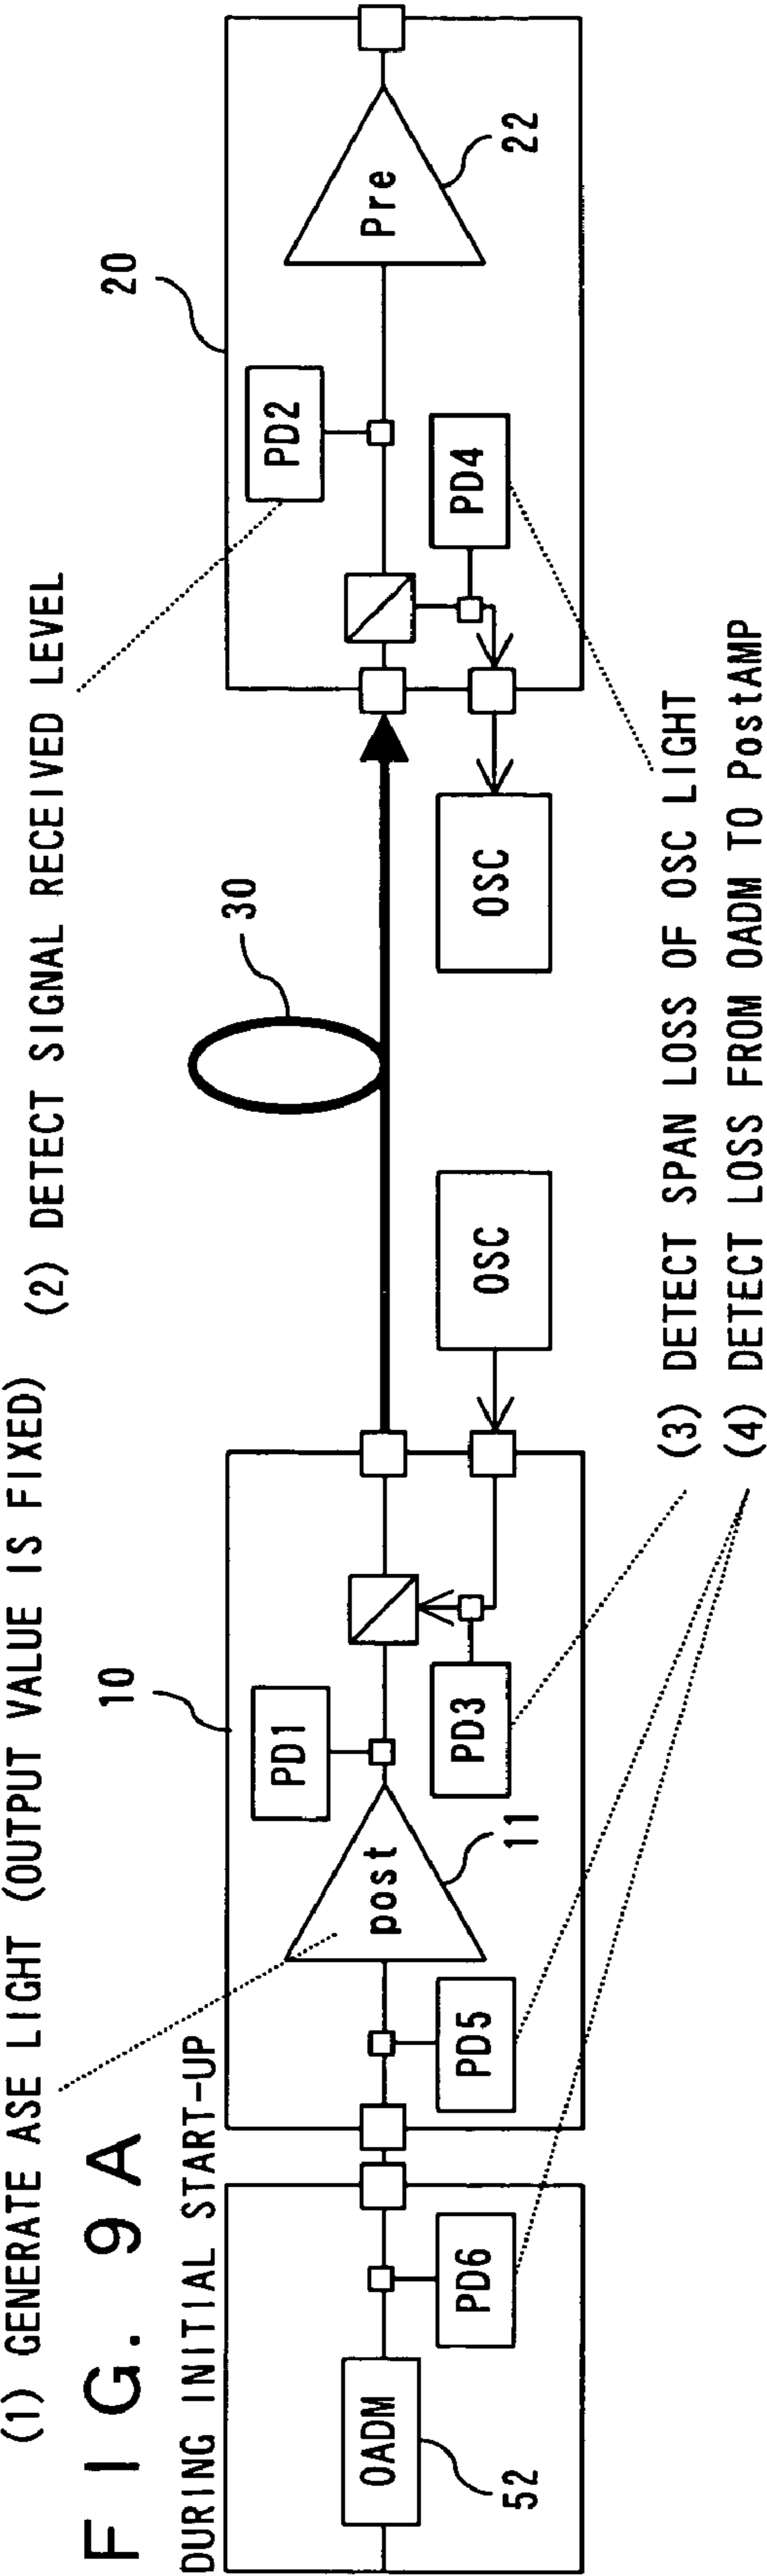 (1) GENERATE ASE LIGHT (OUTPUT VALUE IS FIXED)
(2) DETECT SIGNAL RECEIVED LEVEL
FIG. 9A
DURING INITIAL START-UP
10
30
20
PD1
PD2
OADM
52
post
11
Pre
22
PD6
PD5
PD3
OSC
OSC
PD4
(3) DETECT SPAN LOSS OF OSC LIGHT
(4) DETECT LOSS FROM OADM TO PostAMP